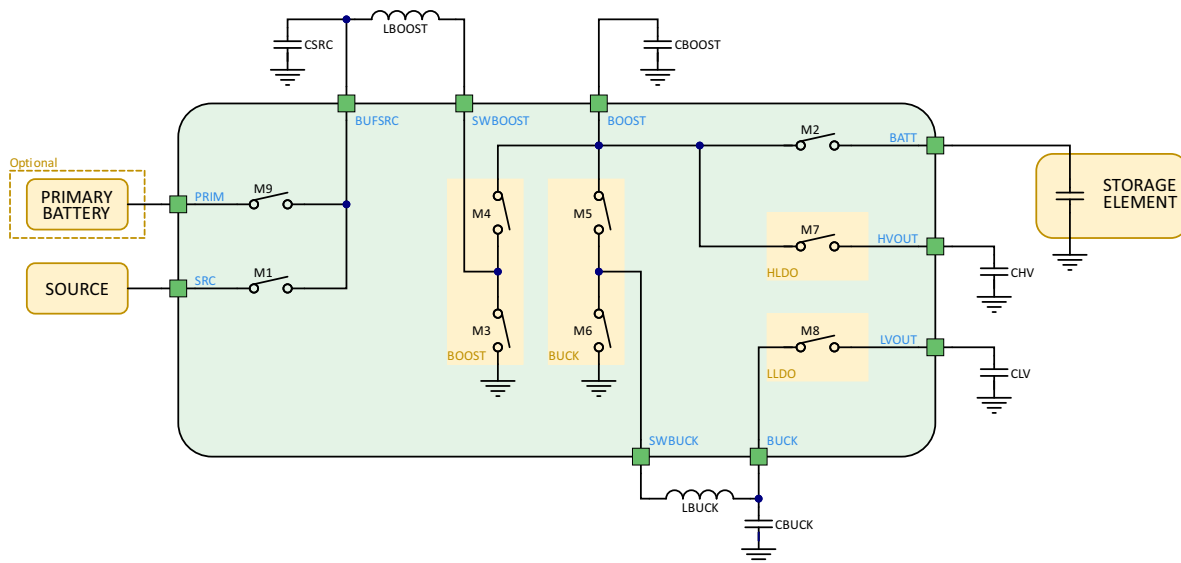 LBOOST
CSRC
CBOOST
BUFSRC
SWBOOST
BOOST
M2
BATT
Optional
PRIMARY
BATTERY
PRIM
M9
STORAGE
ELEMENT
M4
M5
M7
HVOUT
HLDO
CHV
SOURCE
SRC
M1
M3
BOOST
M6
BUCK
M8
LVOUT
LLDO
CLV
SWBUCK
BUCK
LBUCK
CBUCK